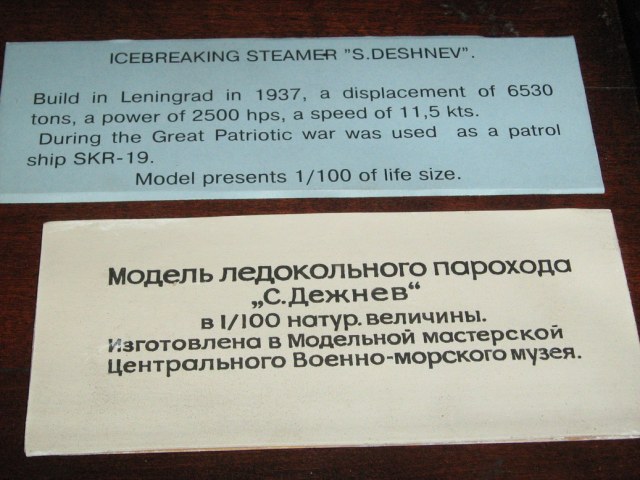 ICEBREAKING STEAMER "S.DESHNEV".
Build in Leningrad in 1937, a displacement of 6530
tons, a power of 2500 hps, a speed of 11,5 kts.
During the Great Patriotic war was used as a patrol
ship SKR-19.
Model presents 1/100 of life size.
Модель ледокольного парохода
„С.Дежнев“
в 1/100 натур. величины.
Изготовлена в Модельной мастерской
Центрального Военно-морского музея.